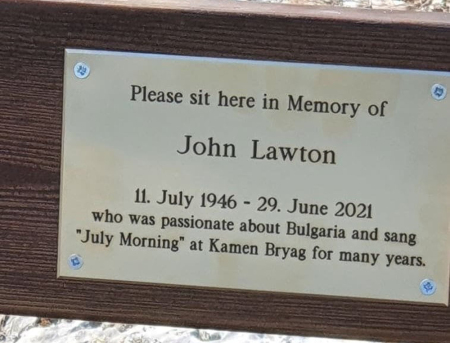 Please sit here in Memory of
John Lawton
11. July 1946 - 29. June 2021
who was passionate about Bulgaria and sang
"July Morning" at Kamen Bryag for many years.